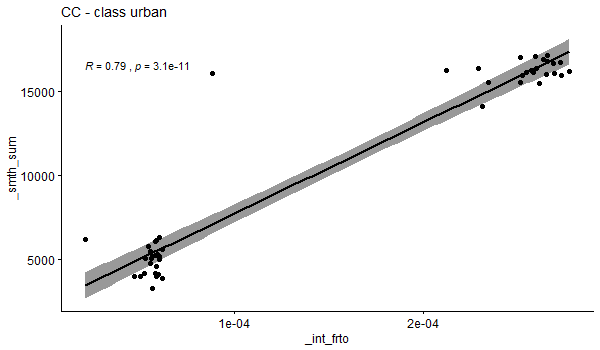 CC - class urban
R = 0.79 , p = 3.1e-11
15000
10000
5000
_smth_sum
1e-04
2e-04
_int_frto